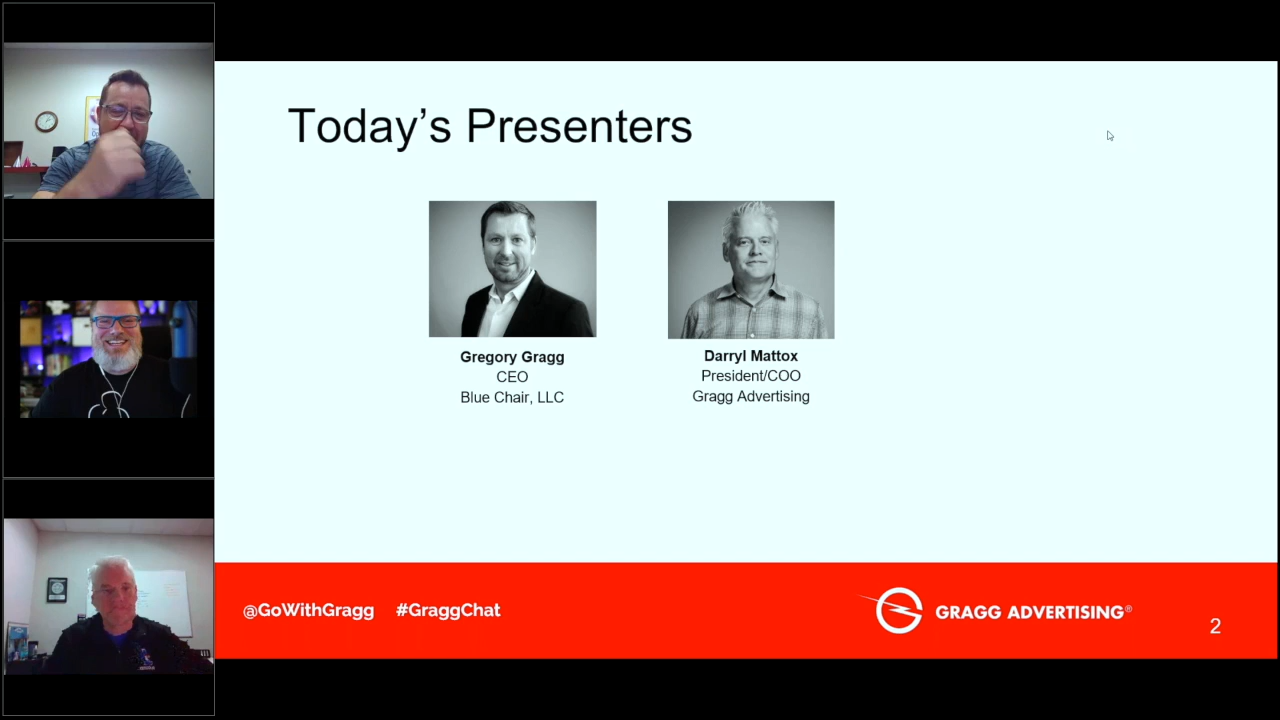 Today's Presenters
Gregory Gragg
CEO
Blue Chair, LLC
Darryl Mattox
President/COO
Gragg Advertising
@GoWithGragg #GraggChat
GRAGG ADVERTISING®
2